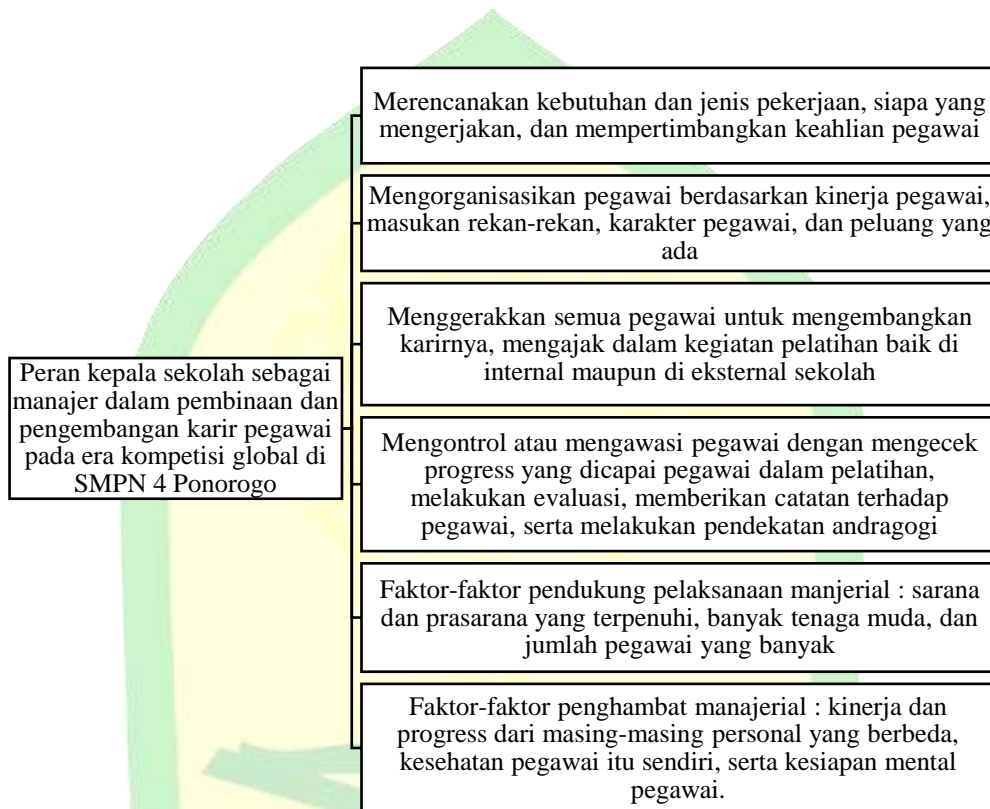 Merencanakan kebutuhan dan jenis pekerjaan, siapa yang
mengerjakan, dan mempertimbangkan keahlian pegawai
Mengorganisasikan pegawai berdasarkan kinerja pegawai,
masukan rekan-rekan, karakter pegawai, dan peluang yang
ada
Menggerakkan semua pegawai untuk mengembangkan
karirnya, mengajak dalam kegiatan pelatihan baik di
internal maupun di eksternal sekolah
Peran kepala sekolah sebagai
manajer dalam pembinaan dan
pengembangan karir pegawai
pada era kompetisi global di
SMPN 4 Ponorogo
Mengontrol atau mengawasi pegawai dengan mengecek
progress yang dicapai pegawai dalam pelatihan,
melakukan evaluasi, memberikan catatan terhadap
pegawai, serta melakukan pendekatan andragogi
Faktor-faktor pendukung pelaksanaan manjerial : sarana
dan prasarana yang terpenuhi, banyak tenaga muda, dan
jumlah pegawai yang banyak
Faktor-faktor penghambat manajerial : kinerja dan
progress dari masing-masing personal yang berbeda,
kesehatan pegawai itu sendiri, serta kesiapan mental
pegawai.